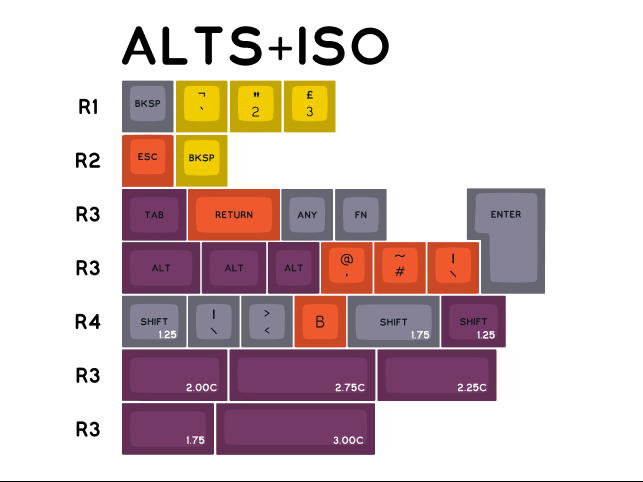 ALTS+ISO
R1 BKSP ¬ ` " 2 £ 3
R2 ESC BKSP
R3 TAB RETURN ANY FN ENTER
R3 ALT ALT ALT @ ' ~ # | \
R4 SHIFT 1.25 | \ > < B SHIFT 1.75 SHIFT 1.25
R3 2.00C 2.75C 2.25C
R3 1.75 3.00C